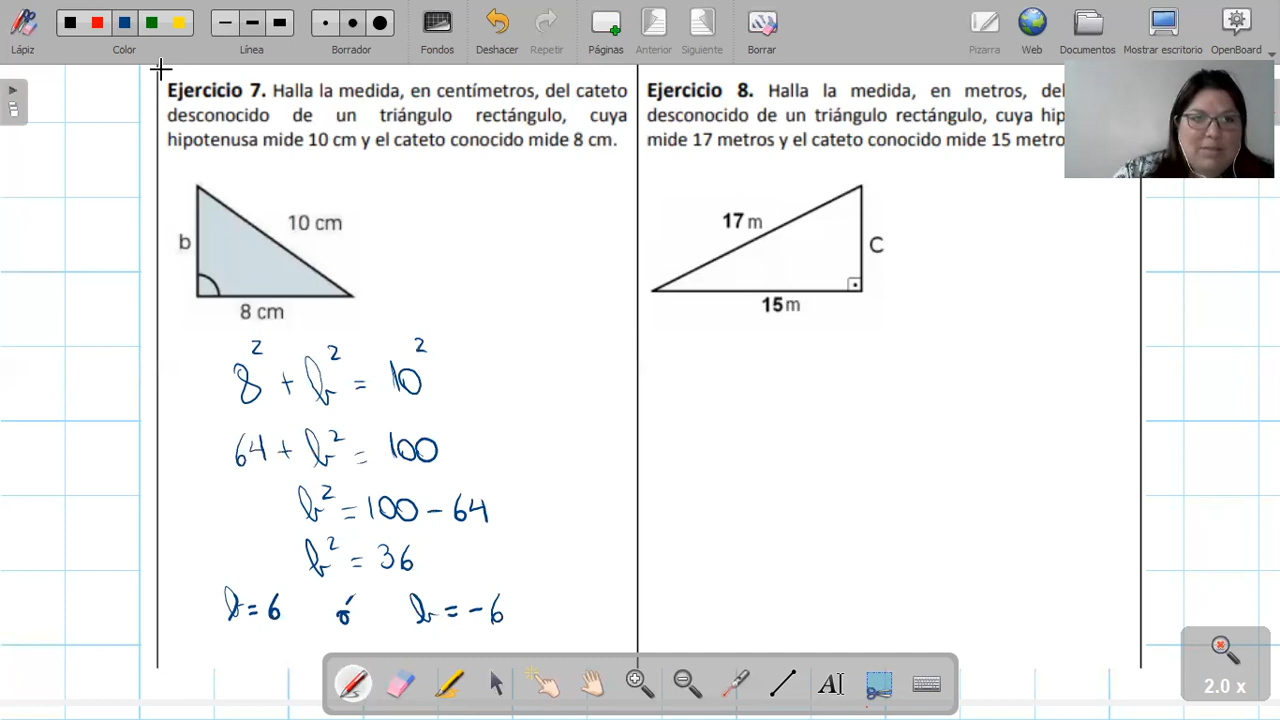 Lápiz Color Línea Borrador Fondos Deshacer Repetir Páginas Anterior Siguiente Borrar Pizarra Web Documentos Mostrar escritorio OpenBoard
Ejercicio 7. Halla la medida, en centímetros, del cateto
desconocido de un triángulo rectángulo, cuya
hipotenusa mide 10 cm y el cateto conocido mide 8 cm.
b
10 cm
8 cm
8² + b² = 10²
64 + b² = 100
b² = 100 - 64
b² = 36
b = 6 ó b = -6
Ejercicio 8. Halla la medida, en metros, del
desconocido de un triángulo rectángulo, cuya hip
mide 17 metros y el cateto conocido mide 15 metro
17 m
C
15 m
2.0 x